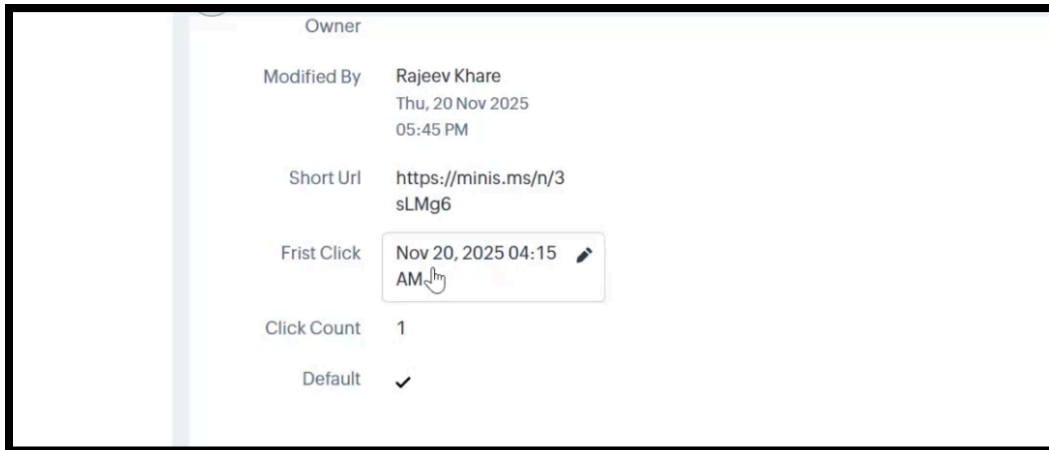 Owner
Modified By Rajeev Khare
Thu, 20 Nov 2025
05:45 PM
Short Url https://minis.ms/n/3
sLMg6
Frist Click Nov 20, 2025 04:15
AM
Click Count 1
Default